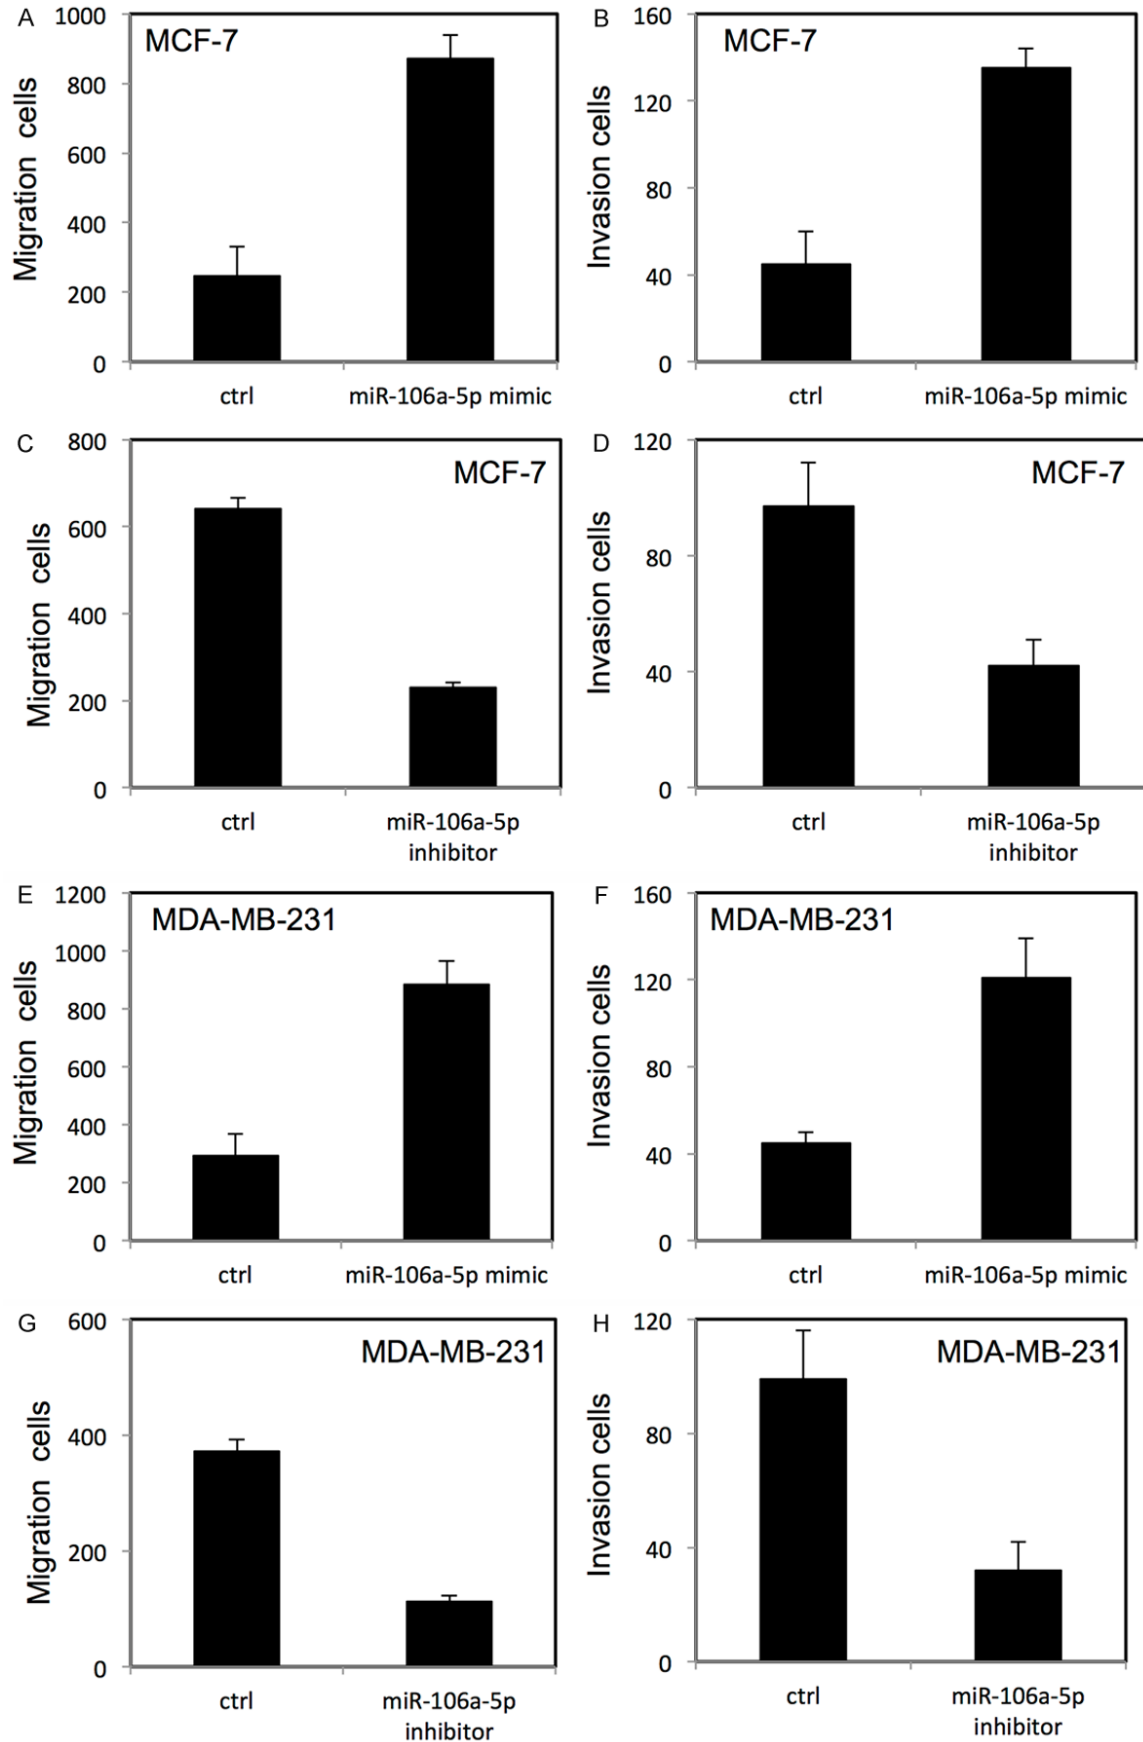 A
MCF-7
Migration cells
1000
800
600
400
200
0
ctrl
miR-106a-5p mimic
B
MCF-7
Invasion cells
160
120
80
40
0
ctrl
miR-106a-5p mimic
C
MCF-7
Migration cells
800
600
400
200
0
ctrl
miR-106a-5p
inhibitor
D
MCF-7
Invasion cells
120
80
40
0
ctrl
miR-106a-5p
inhibitor
E
MDA-MB-231
Migration cells
1200
1000
800
600
400
200
0
ctrl
miR-106a-5p mimic
F
MDA-MB-231
Invasion cells
160
120
80
40
0
ctrl
miR-106a-5p mimic
G
MDA-MB-231
Migration cells
600
400
200
0
ctrl
miR-106a-5p
inhibitor
H
MDA-MB-231
Invasion cells
120
80
40
0
ctrl
miR-106a-5p
inhibitor